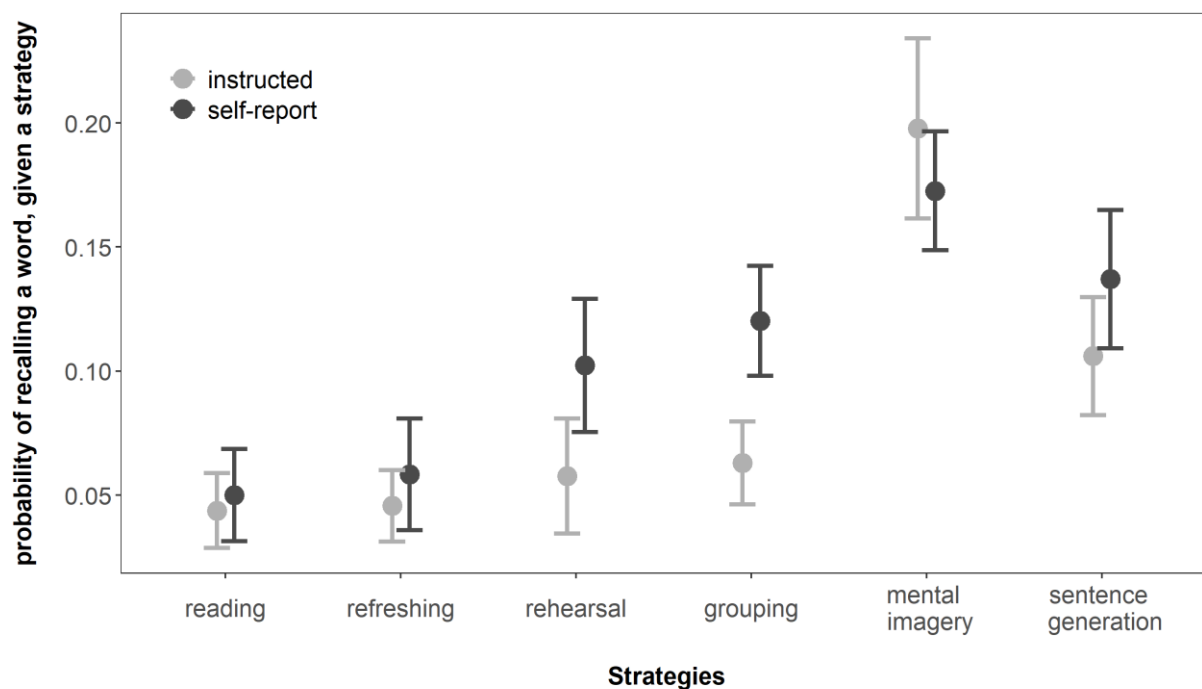 probability of recalling a word, given a strategy
instructed
self-report
0.20
0.15
0.10
0.05
reading
refreshing
rehearsal
grouping
mental
imagery
sentence
generation
Strategies